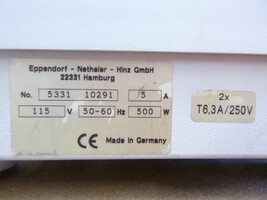 Eppendorf - Netheler - Hinz GmbH
22331 Hamburg
No. 5331 10291 5 A
115 V 50-60 Hz 500 W
CE Made in Germany
2x
T6,3A/250V